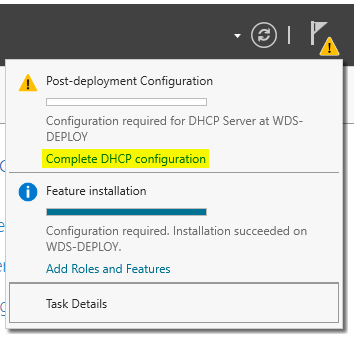 Post-deployment Configuration
Configuration required for DHCP Server at WDS-
DEPLOY
Complete DHCP configuration
Feature installation
Configuration required. Installation succeeded on
WDS-DEPLOY.
Add Roles and Features
Task Details